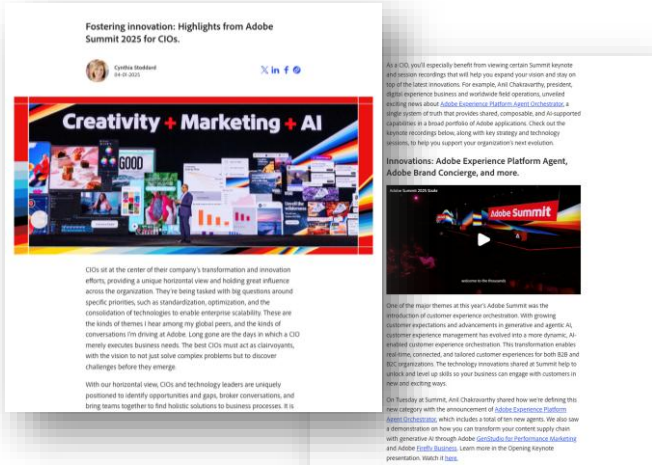 Fostering innovation: Highlights from Adobe
Summit 2025 for CIOs.
Cynthia Stoddard
04-01-2025
Creativity + Marketing + AI
GOOD
CIOs sit at the center of their company's transformation and innovation
efforts, providing a unique horizontal view and holding great influence
across the organization. They're being tasked with big questions around
specific priorities, such as standardization, optimization, and the
consolidation of technologies to enable enterprise scalability. These are
the kinds of themes I hear among my global peers, and the kinds of
conversations I'm driving at Adobe. Long gone are the days in which a CIO
merely executes business needs. The best CIOs must act as clairvoyants,
with the vision to not just solve complex problems but to discover
challenges before they emerge.
With our horizontal view, CIOs and technology leaders are uniquely
positioned to identify opportunities and gaps, broker conversations, and
bring teams together to find holistic solutions to business processes. It is
As a CIO, you'll especially benefit from viewing certain Summit keynote
and session recordings that will help you expand your vision and stay on
top of the latest innovations. For example, Anil Chakravarthy, president,
digital experience business and worldwide field operations, unveiled
exciting news about Adobe Experience Platform Agent Orchestrator, a
single system of truth that provides shared, composable, and AI-supported
capabilities in a broad portfolio of Adobe applications. Check out the
keynote recordings below, along with key strategy and technology
sessions, to help you support your organization's next evolution.
Innovations: Adobe Experience Platform Agent,
Adobe Brand Concierge, and more.
Adobe Summit 2025 Sizzle
Adobe Summit
welcome to the thousands
One of the major themes at this year's Adobe Summit was the
introduction of customer experience orchestration. With growing
customer expectations and advancements in generative and agentic AI,
customer experience management has evolved into a more dynamic, AI-
enabled customer experience orchestration. This transformation enables
real-time, connected, and tailored customer experiences for both B2B and
B2C organizations. The technology innovations shared at Summit help to
unlock and level up skills so your business can engage with customers in
new and exciting ways.
On Tuesday at Summit, Anil Chakravarthy shared how we're defining this
new category with the announcement of Adobe Experience Platform
Agent Orchestrator, which includes a total of ten new agents. We also saw
a demonstration on how you can transform your content supply chain
with generative AI through Adobe GenStudio for Performance Marketing
and Adobe Firefly Business. Learn more in the Opening Keynote
presentation. Watch it here.